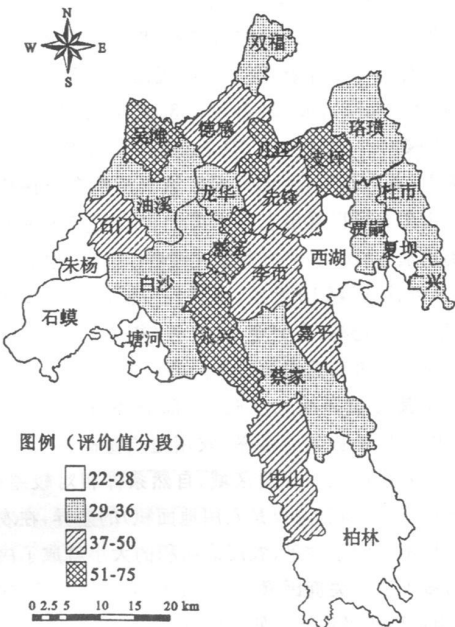 N
W E
S
双福
吴滩
德感
珞璜
几江
支坪
杜市
油溪
龙华
先锋
石门
贾嗣
夏坝
慈云
西湖
朱杨
李市
广兴
白沙
石蟆
塘河
永兴
嘉平
蔡家
图例（评价值分段）
22-28
中山
29-36
37-50
柏林
51-75
0 2.5 5 10 15 20 km